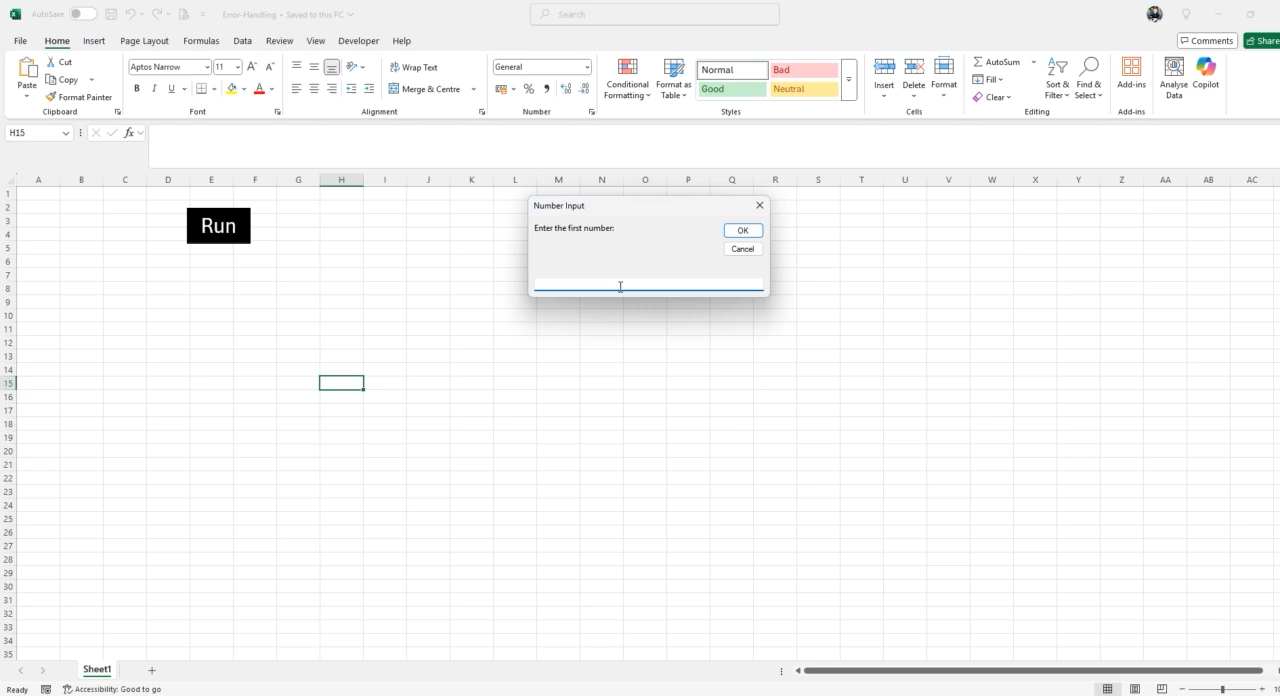 AutoSave Error-Handling • Saved to this PC Search
File Home Insert Page Layout Formulas Data Review View Developer Help Comments Share
Paste Cut Copy Format Painter Clipboard
Aptos Narrow 11 B I U Font
Wrap Text Merge & Centre Alignment
General % Number
Conditional Formatting Format as Table Normal Bad Good Neutral Styles
Insert Delete Format Cells
AutoSum Fill Clear Sort & Filter Find & Select Editing
Add-ins Add-ins
Analyse Data Copilot
H15 fx
A B C D E F G H I J K L M N O P Q R S T U V W X Y Z AA AB AC
1
2
3
4
5
6
7
8
9
10
11
12
13
14
15
16
17
18
19
20
21
22
23
24
25
26
27
28
29
30
31
32
33
34
35
Run
Number Input
Enter the first number:
OK
Cancel
Sheet1
Ready Accessibility: Good to go